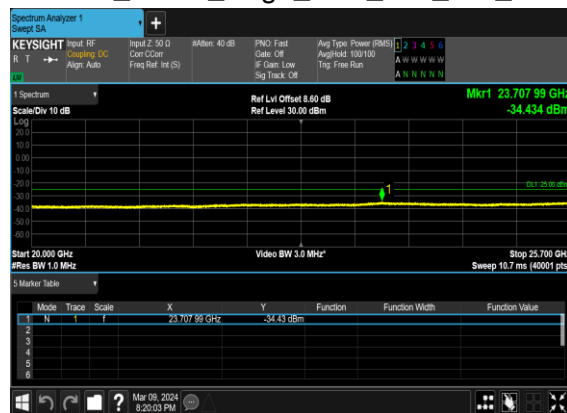 Spectrum Analyzer 1
Swept SA
+
KEYSIGHT Input: RF Input Z: 50 Ω #Atten: 40 dB PNO: Fast Avg Type: Power (RMS) 1 2 3 4 5 6
R T Coupling: DC Corr CCorr Gate: Off Avg|Hold: 100/100 A W W W W W
Align: Auto Freq Ref: Int (S) IF Gain: Low Trig: Free Run
Sig Track: Off A N N N N N
1 Spectrum
Ref Lvl Offset 8.60 dB Mkr1 23.707 99 GHz
Scale/Div 10 dB Ref Level 30.00 dBm -34.434 dBm
Log
20.0
10.0
0.00
-10.0
-20.0 DL1 -25.00 dBm
1
-30.0
-40.0
-50.0
-60.0
Start 20.000 GHz Video BW 3.0 MHz* Stop 25.700 GHz
#Res BW 1.0 MHz Sweep 10.7 ms (40001 pts)
5 Marker Table
Mode Trace Scale X Y Function Function Width Function Value
1 N 1 f 23.707 99 GHz -34.43 dBm
2
3
4
5
6
? Mar 09, 2024
8:20:03 PM